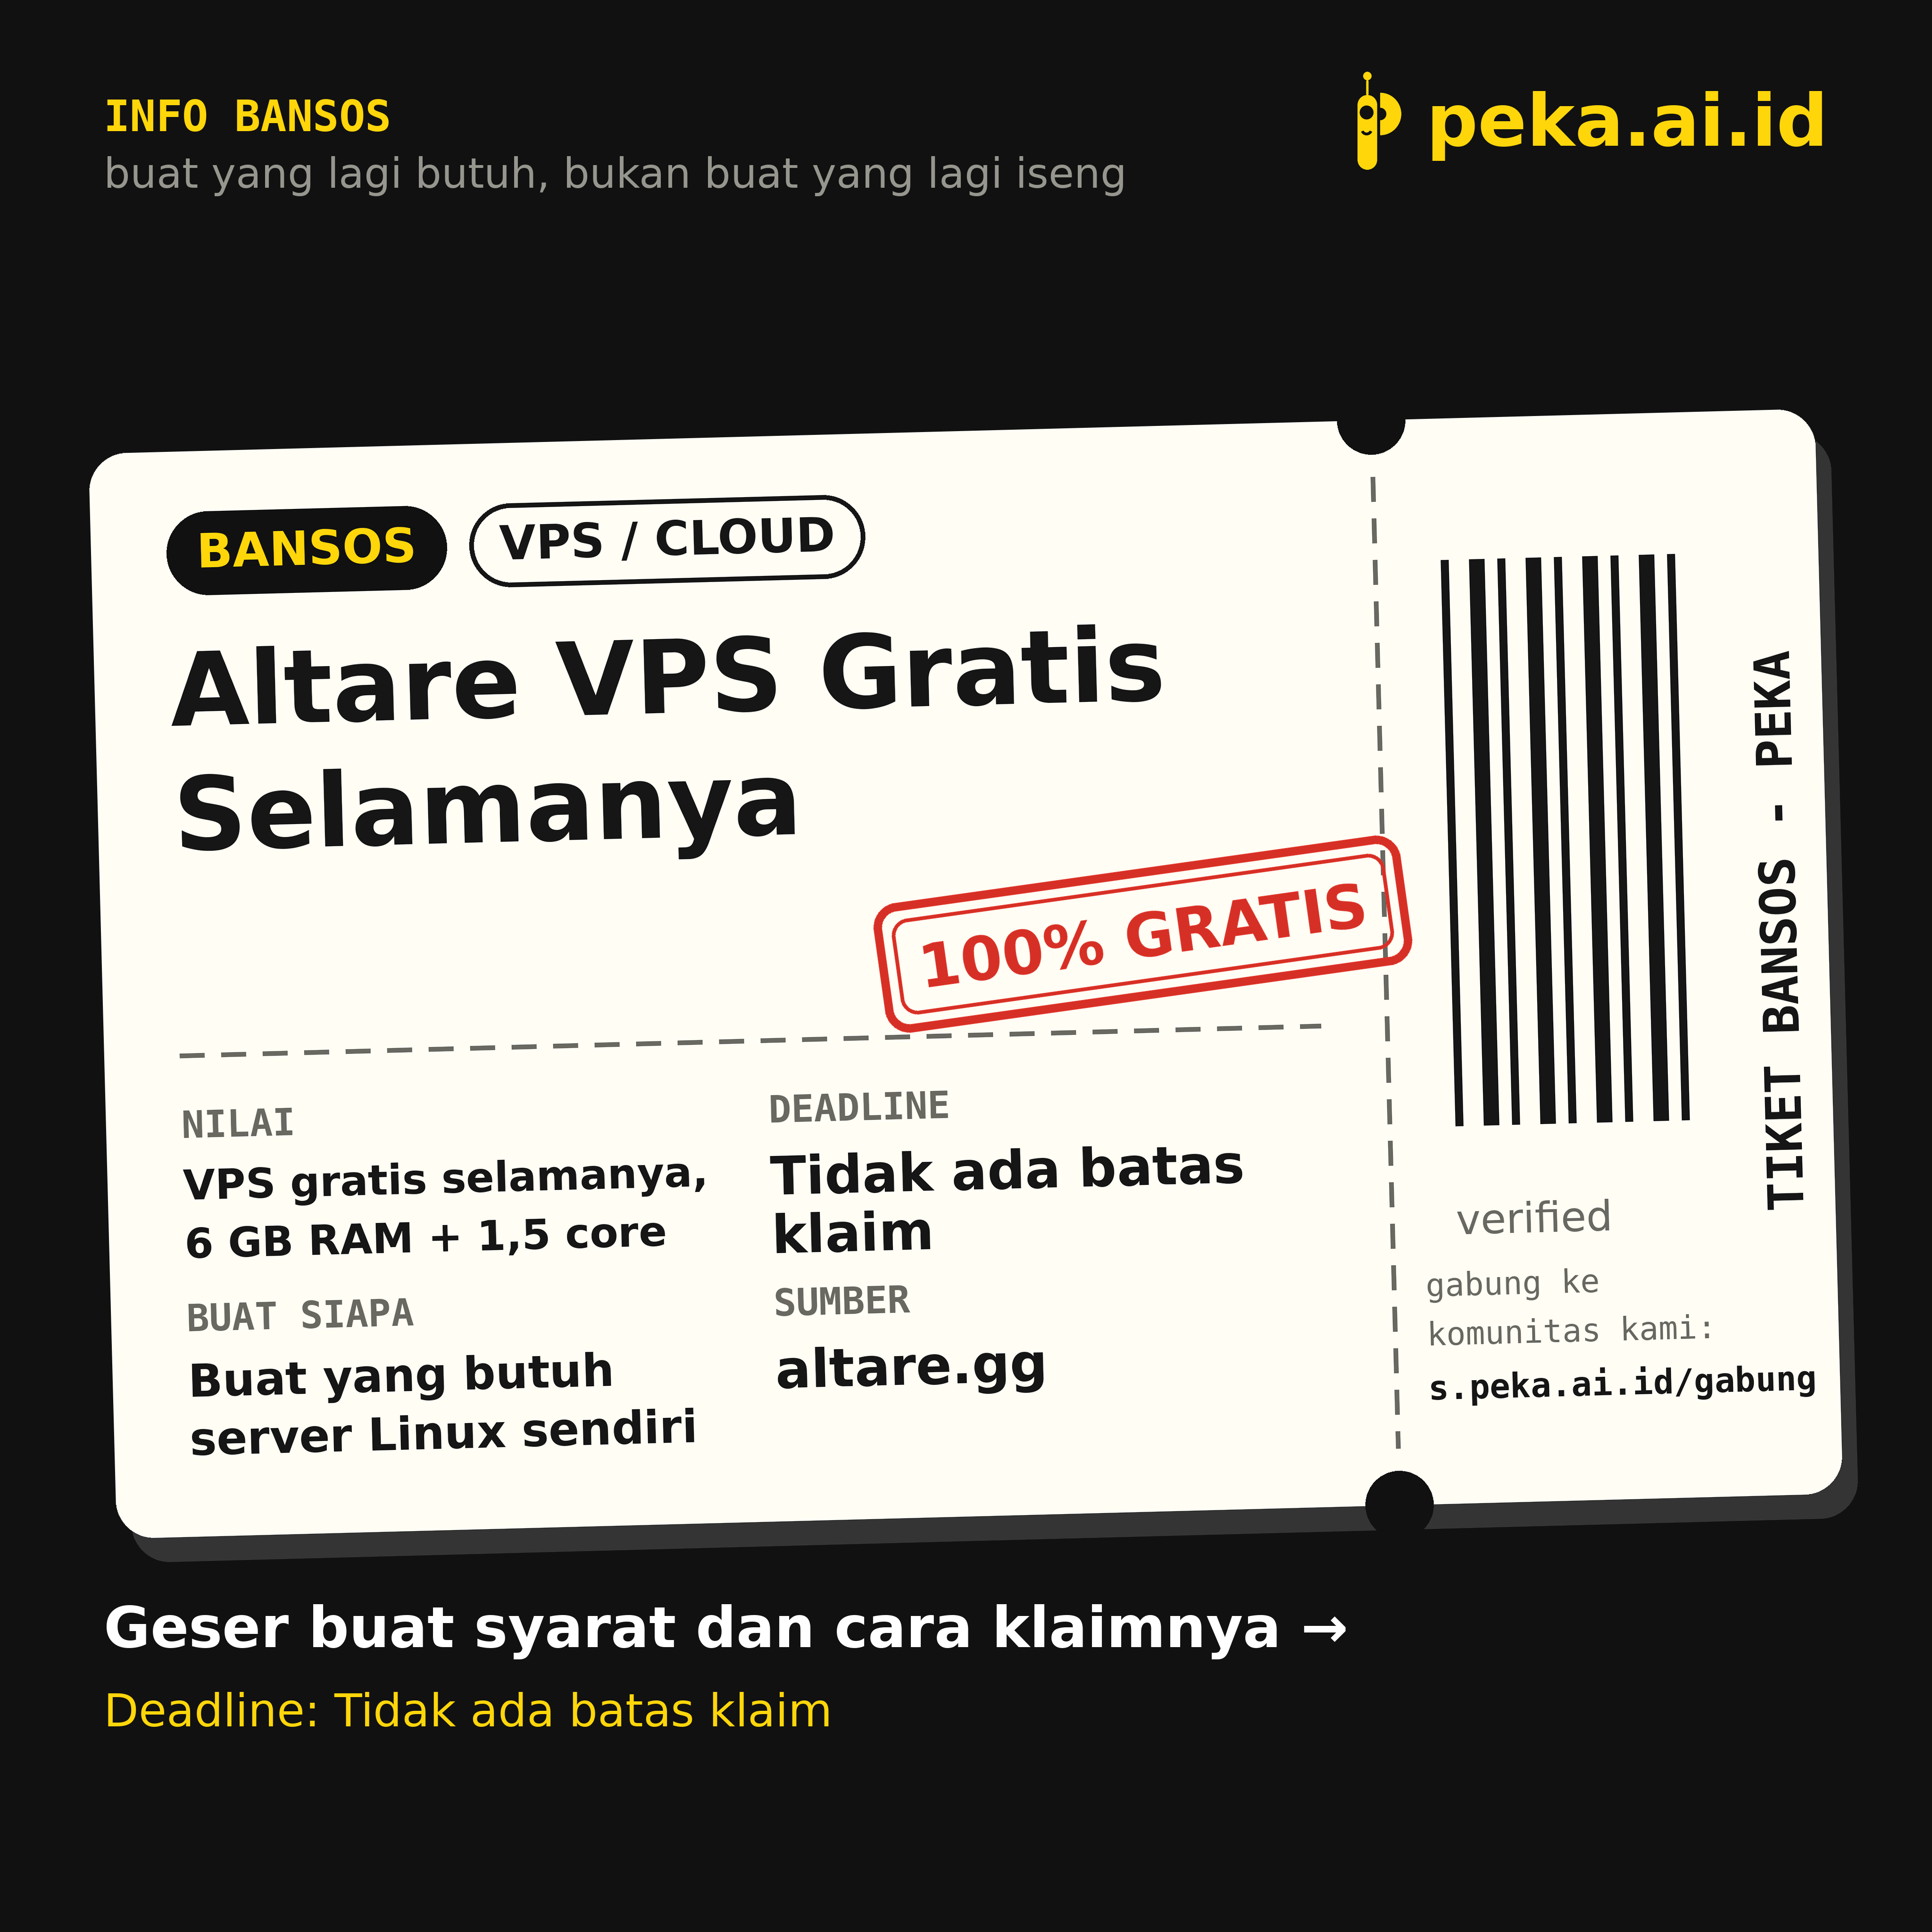 INFO BANSOS
buat yang lagi butuh, bukan buat yang lagi iseng
peka.ai.id
BANSOS
VPS / CLOUD
Altare VPS Gratis
Selamanya
100% GRATIS
NILAI
VPS gratis selamanya,
6 GB RAM + 1,5 core
DEADLINE
Tidak ada batas
klaim
BUAT SIAPA
Buat yang butuh
server Linux sendiri
SUMBER
altare.gg
TIKET BANSOS - PEKA
verified
gabung ke
komunitas kami:
s.peka.ai.id/gabung
Geser buat syarat dan cara klaimnya →
Deadline: Tidak ada batas klaim